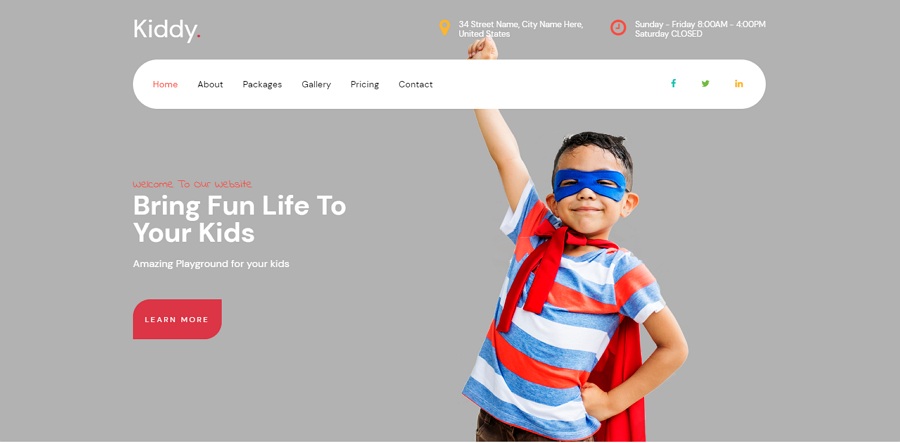 Kiddy.
34 Street Name, City Name Here,
United States
Sunday - Friday 8:00AM - 4:00PM
Saturday CLOSED
Home About Packages Gallery Pricing Contact
Welcome To Our Website
Bring Fun Life To
Your Kids
Amazing Playground for your kids
LEARN MORE